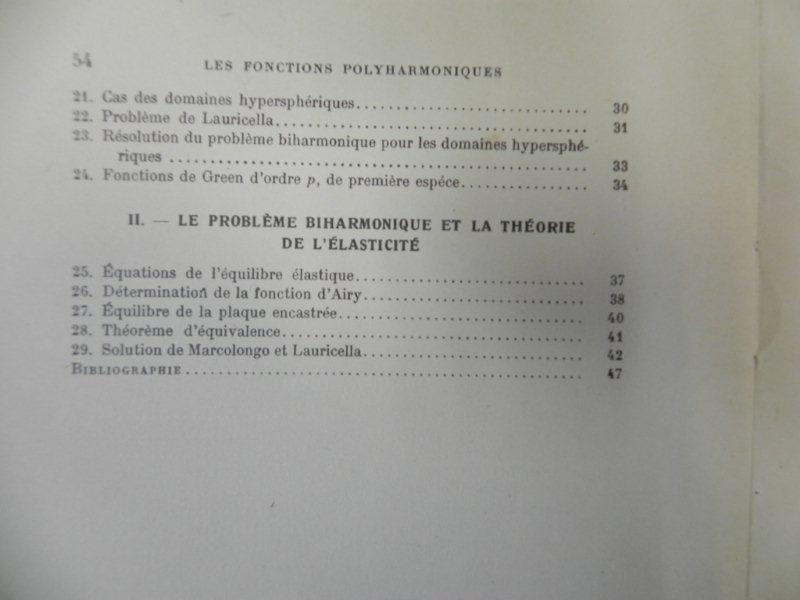 54 LES FONCTIONS POLYHARMONIQUES
21. Cas des domaines hypersphériques............................ 30
22. Problème de Lauricella...................................... 31
23. Résolution du problème biharmonique pour les domaines hypersphé-
riques .................................................. 33
24. Fonctions de Green d'ordre p, de première espéce................ 34
II. — LE PROBLÈME BIHARMONIQUE ET LA THÉORIE
DE L'ÉLASTICITÉ
25. Équations de l'équilibre élastique............................ 37
26. Détermination de la fonction d'Airy........................... 38
27. Équilibre de la plaque encastrée.............................. 40
28. Théorème d'équivalence..................................... 41
29. Solution de Marcolongo et Lauricella........................... 42
BIBLIOGRAPHIE................................................ 47